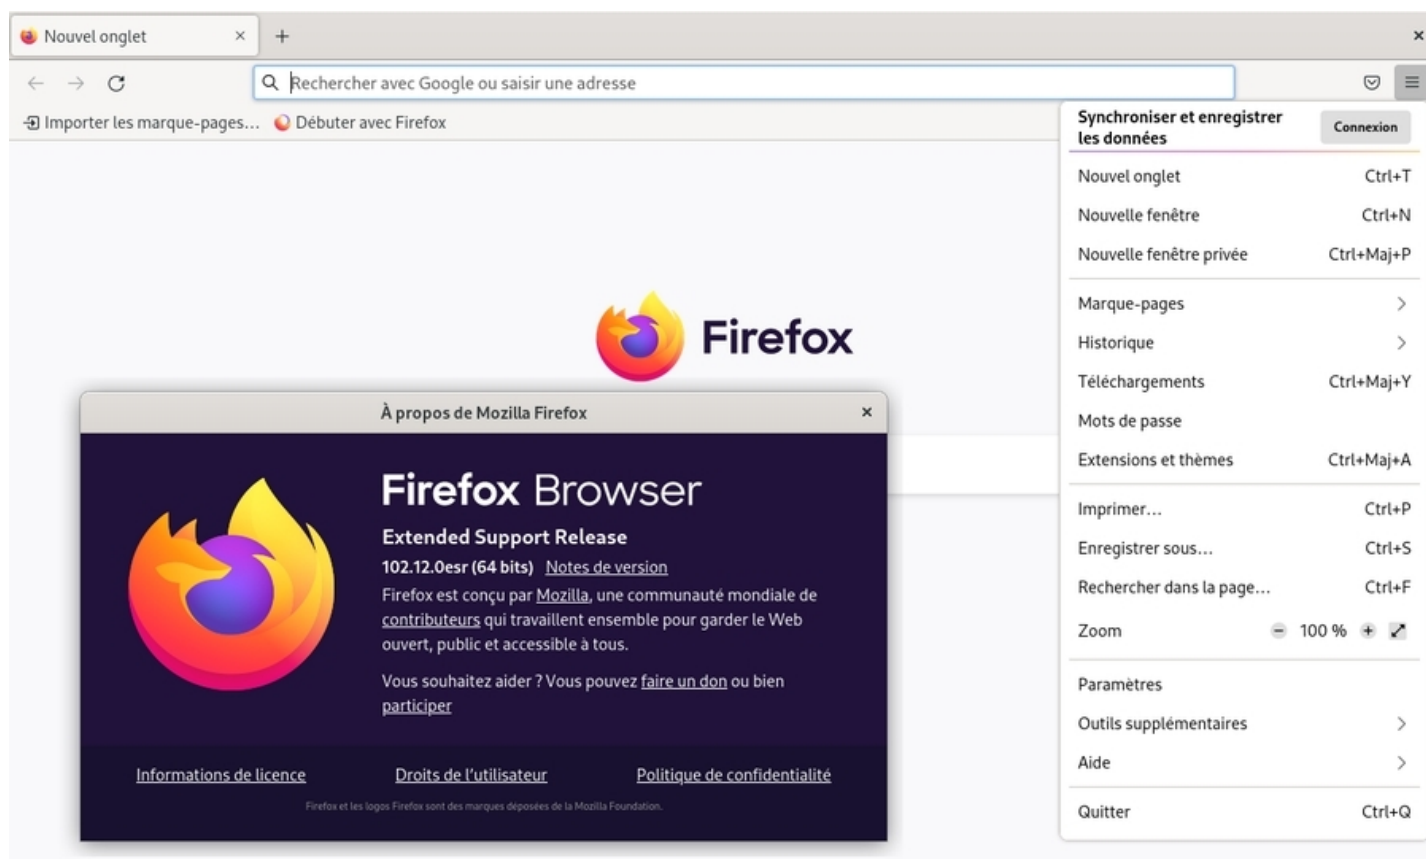 Nouvel onglet
Rechercher avec Google ou saisir une adresse
Importer les marque-pages... Débuter avec Firefox
Synchroniser et enregistrer
les données
Connexion
Nouvel onglet Ctrl+T
Nouvelle fenêtre Ctrl+N
Nouvelle fenêtre privée Ctrl+Maj+P
Marque-pages
Historique
Téléchargements Ctrl+Maj+Y
Mots de passe
Extensions et thèmes Ctrl+Maj+A
Imprimer... Ctrl+P
Enregistrer sous... Ctrl+S
Rechercher dans la page... Ctrl+F
Zoom 100 %
Paramètres
Outils supplémentaires
Aide
Quitter Ctrl+Q
Firefox
À propos de Mozilla Firefox
Firefox Browser
Extended Support Release
102.12.0esr (64 bits) Notes de version
Firefox est conçu par Mozilla, une communauté mondiale de
contributeurs qui travaillent ensemble pour garder le Web
ouvert, public et accessible à tous.
Vous souhaitez aider ? Vous pouvez faire un don ou bien
participer
Informations de licence Droits de l'utilisateur Politique de confidentialité
Firefox et les logos Firefox sont des marques déposées de la Mozilla Foundation.